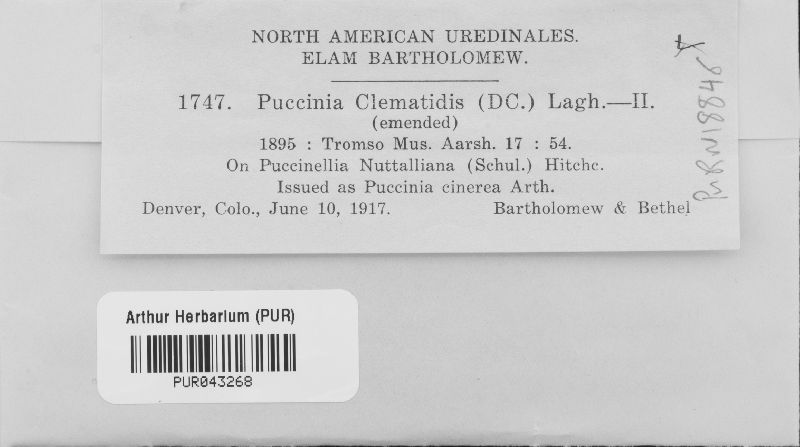 NORTH AMERICAN UREDINALES.
ELAM BARTHOLOMEW.
1747. Puccinia Clematidis (DC.) Lagh.—II.
(emended)
1895 : Tromso Mus. Aarsh. 17 : 54.
On Puccinellia Nuttalliana (Schul.) Hitchc.
Issued as Puccinia cinerea Arth.
Denver, Colo., June 10, 1917. Bartholomew & Bethel
PUR N18846
Arthur Herbarium (PUR)
PUR043268